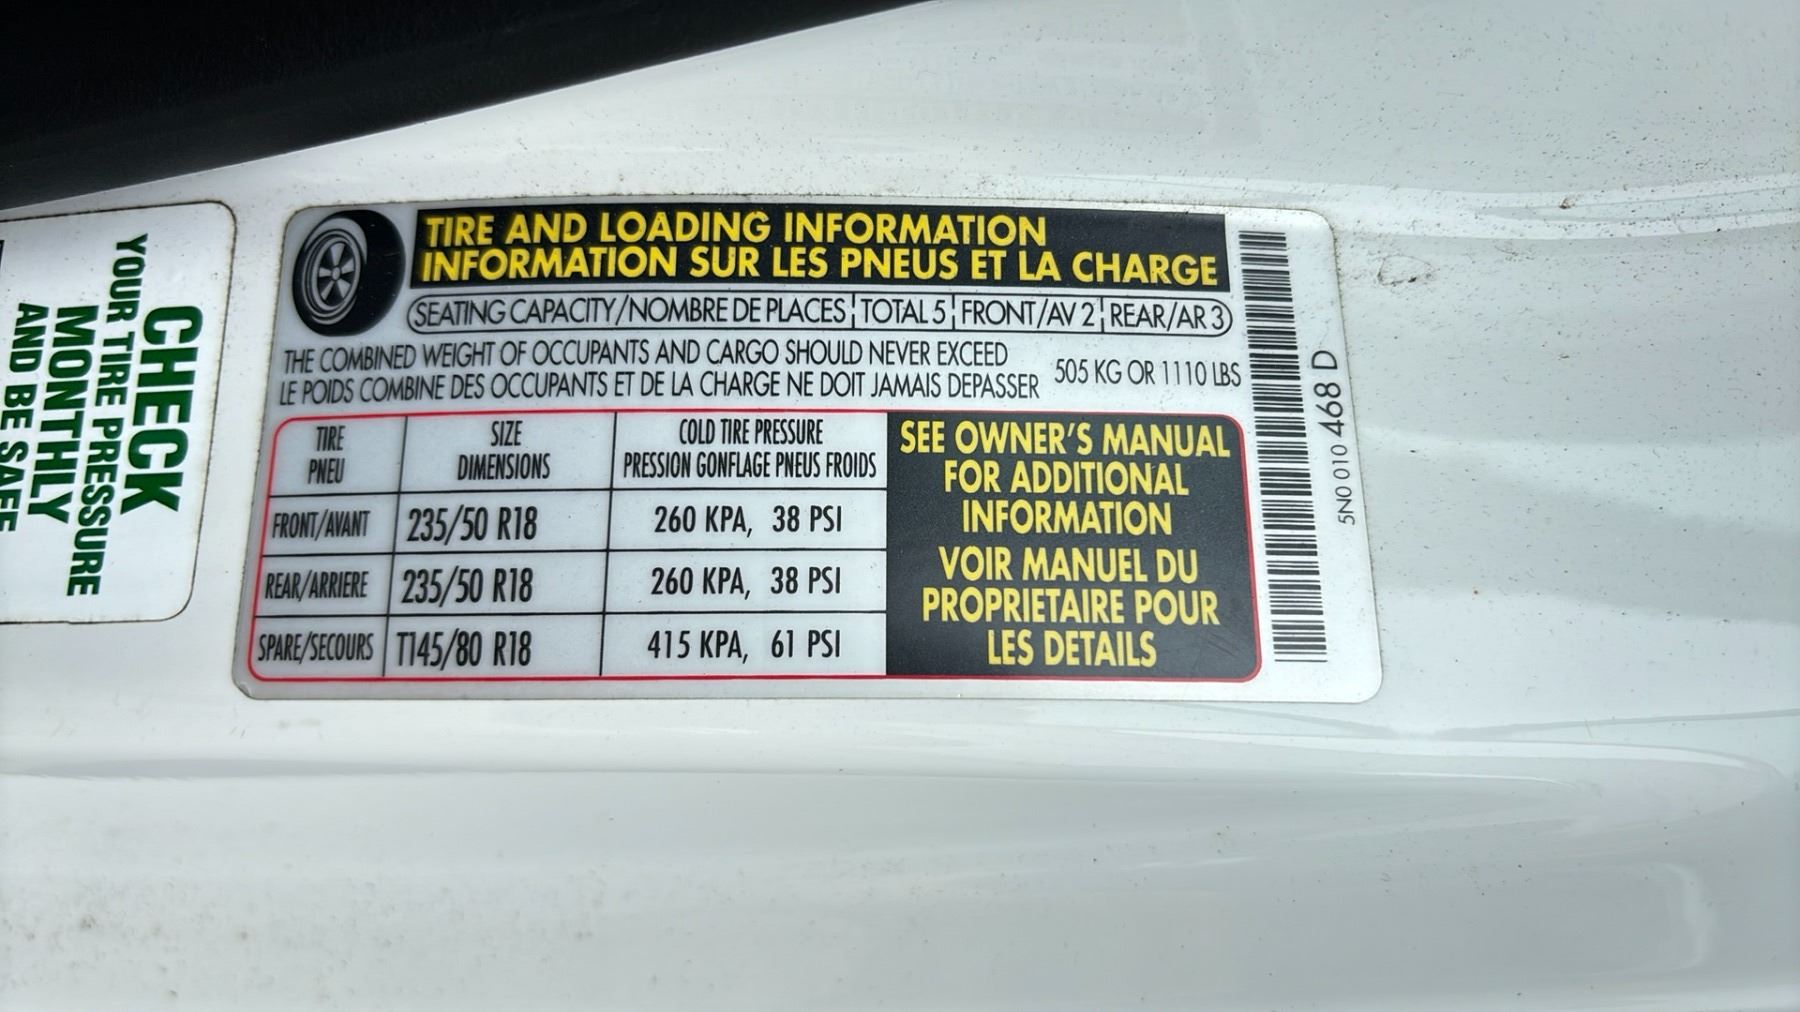 CHECK
YOUR TIRE PRESSURE
MONTHLY
AND BE SAFE
TIRE AND LOADING INFORMATION
INFORMATION SUR LES PNEUS ET LA CHARGE
SEATING CAPACITY/NOMBRE DE PLACES TOTAL 5 FRONT/AV 2 REAR/AR 3
THE COMBINED WEIGHT OF OCCUPANTS AND CARGO SHOULD NEVER EXCEED
LE POIDS COMBINE DES OCCUPANTS ET DE LA CHARGE NE DOIT JAMAIS DEPASSER
505 KG OR 1110 LBS
TIRE SIZE COLD TIRE PRESSURE
PNEU DIMENSIONS PRESSION GONFLAGE PNEUS FROIDS
FRONT/AVANT 235/50 R18 260 KPA, 38 PSI
REAR/ARRIERE 235/50 R18 260 KPA, 38 PSI
SPARE/SECOURS T145/80 R18 415 KPA, 61 PSI
SEE OWNER'S MANUAL
FOR ADDITIONAL
INFORMATION
VOIR MANUEL DU
PROPRIETAIRE POUR
LES DETAILS
5N0 010 468 D